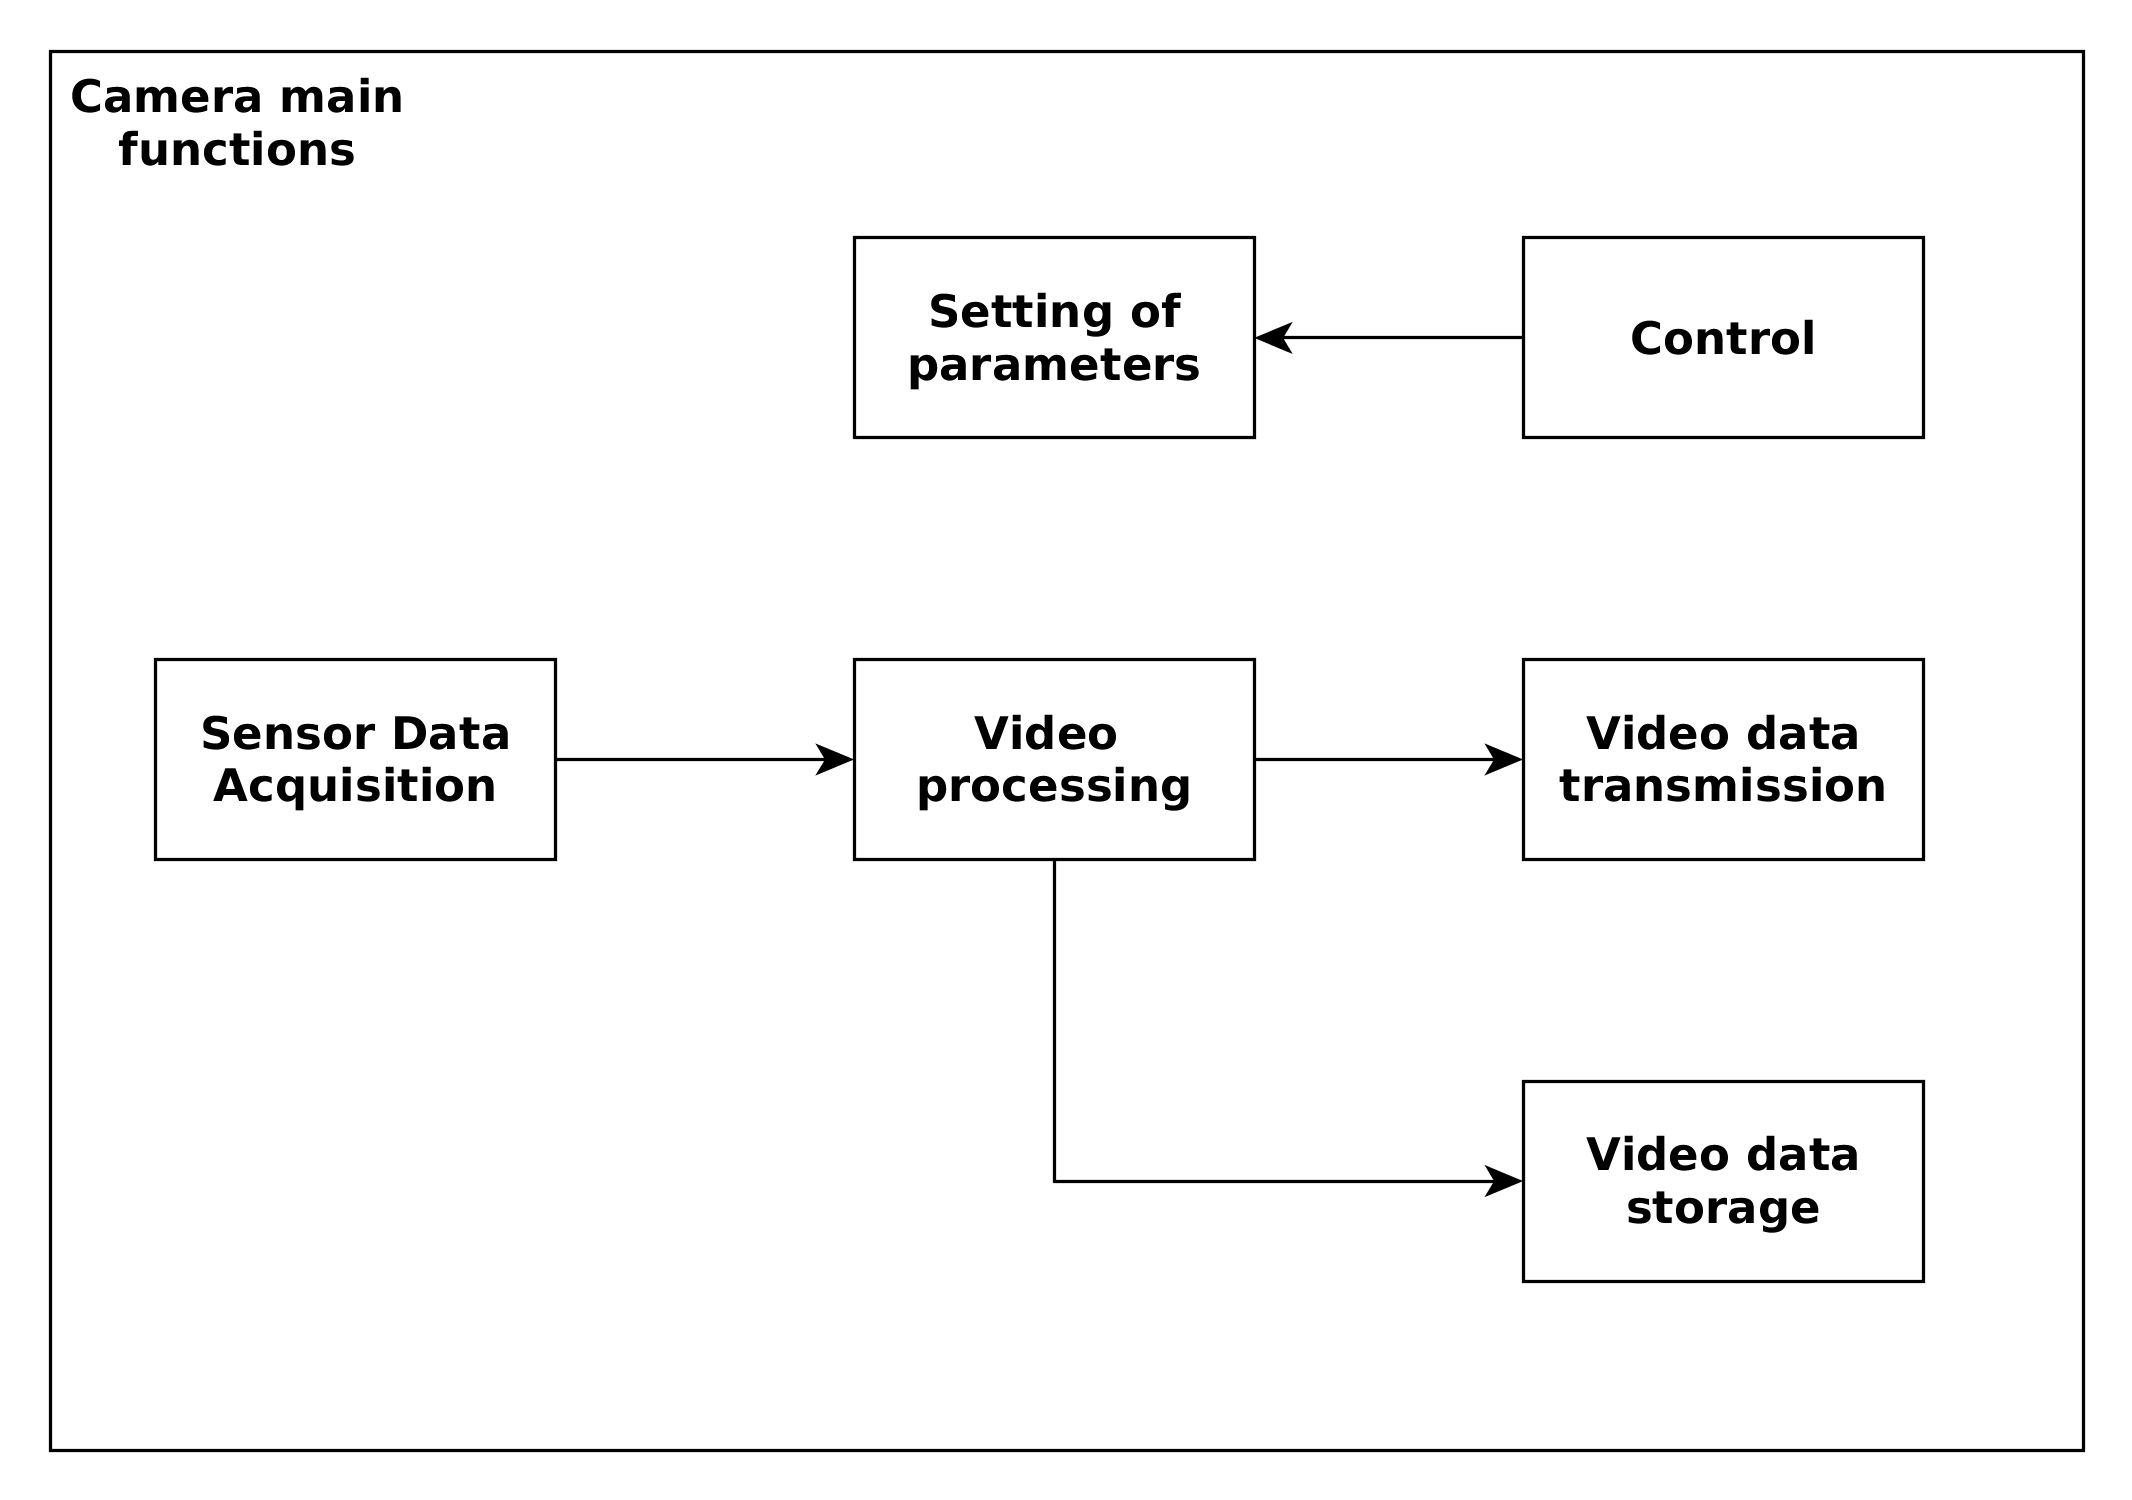 Camera main
functions
Setting of
parameters
Control
Sensor Data
Acquisition
Video
processing
Video data
transmission
Video data
storage